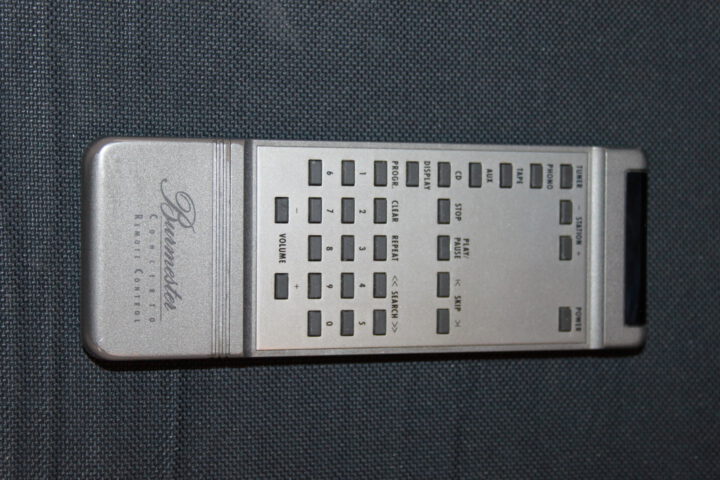 TUNER - STATION + POWER
PHONO
TAPE
AUX
CD STOP PLAY/ |< SKIP >|
PAUSE
DISPLAY
PROGR. CLEAR REPEAT << SEARCH >>
1 2 3 4 5
6 7 8 9 0
- VOLUME +
Burmester
CONCERTO
REMOTE CONTROL